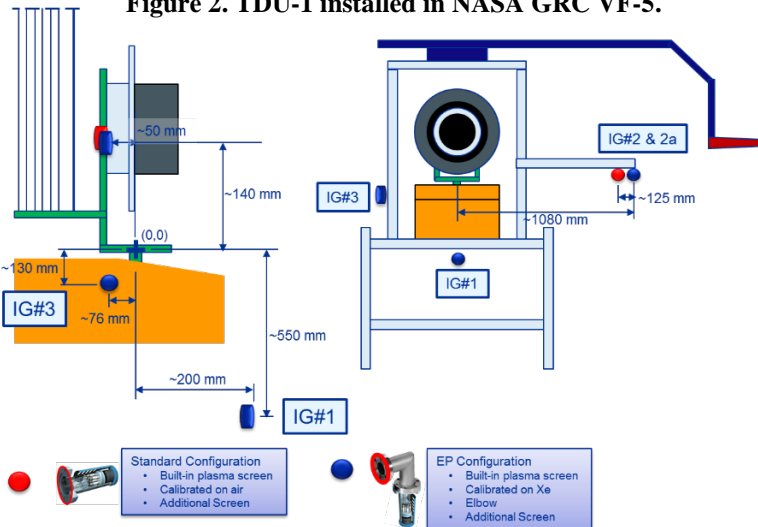 Figure 2. TDU-1 installed in NASA GRC VF-5.
~50 mm
~140 mm
(0,0)
~130 mm
IG#3
~76 mm
~550 mm
~200 mm
IG#1
IG#2 & 2a
IG#3
~125 mm
~1080 mm
IG#1
Standard Configuration
• Built-in plasma screen
• Calibrated on air
• Additional Screen
EP Configuration
• Built-in plasma screen
• Calibrated on Xe
• Elbow
• Additional Screen